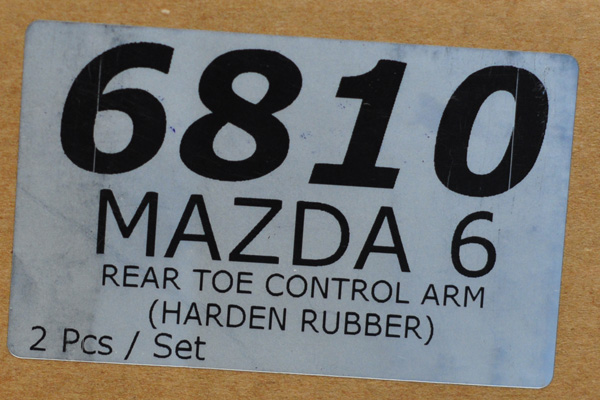 6810
MAZDA 6
REAR TOE CONTROL ARM
(HARDEN RUBBER)
2 Pcs / Set